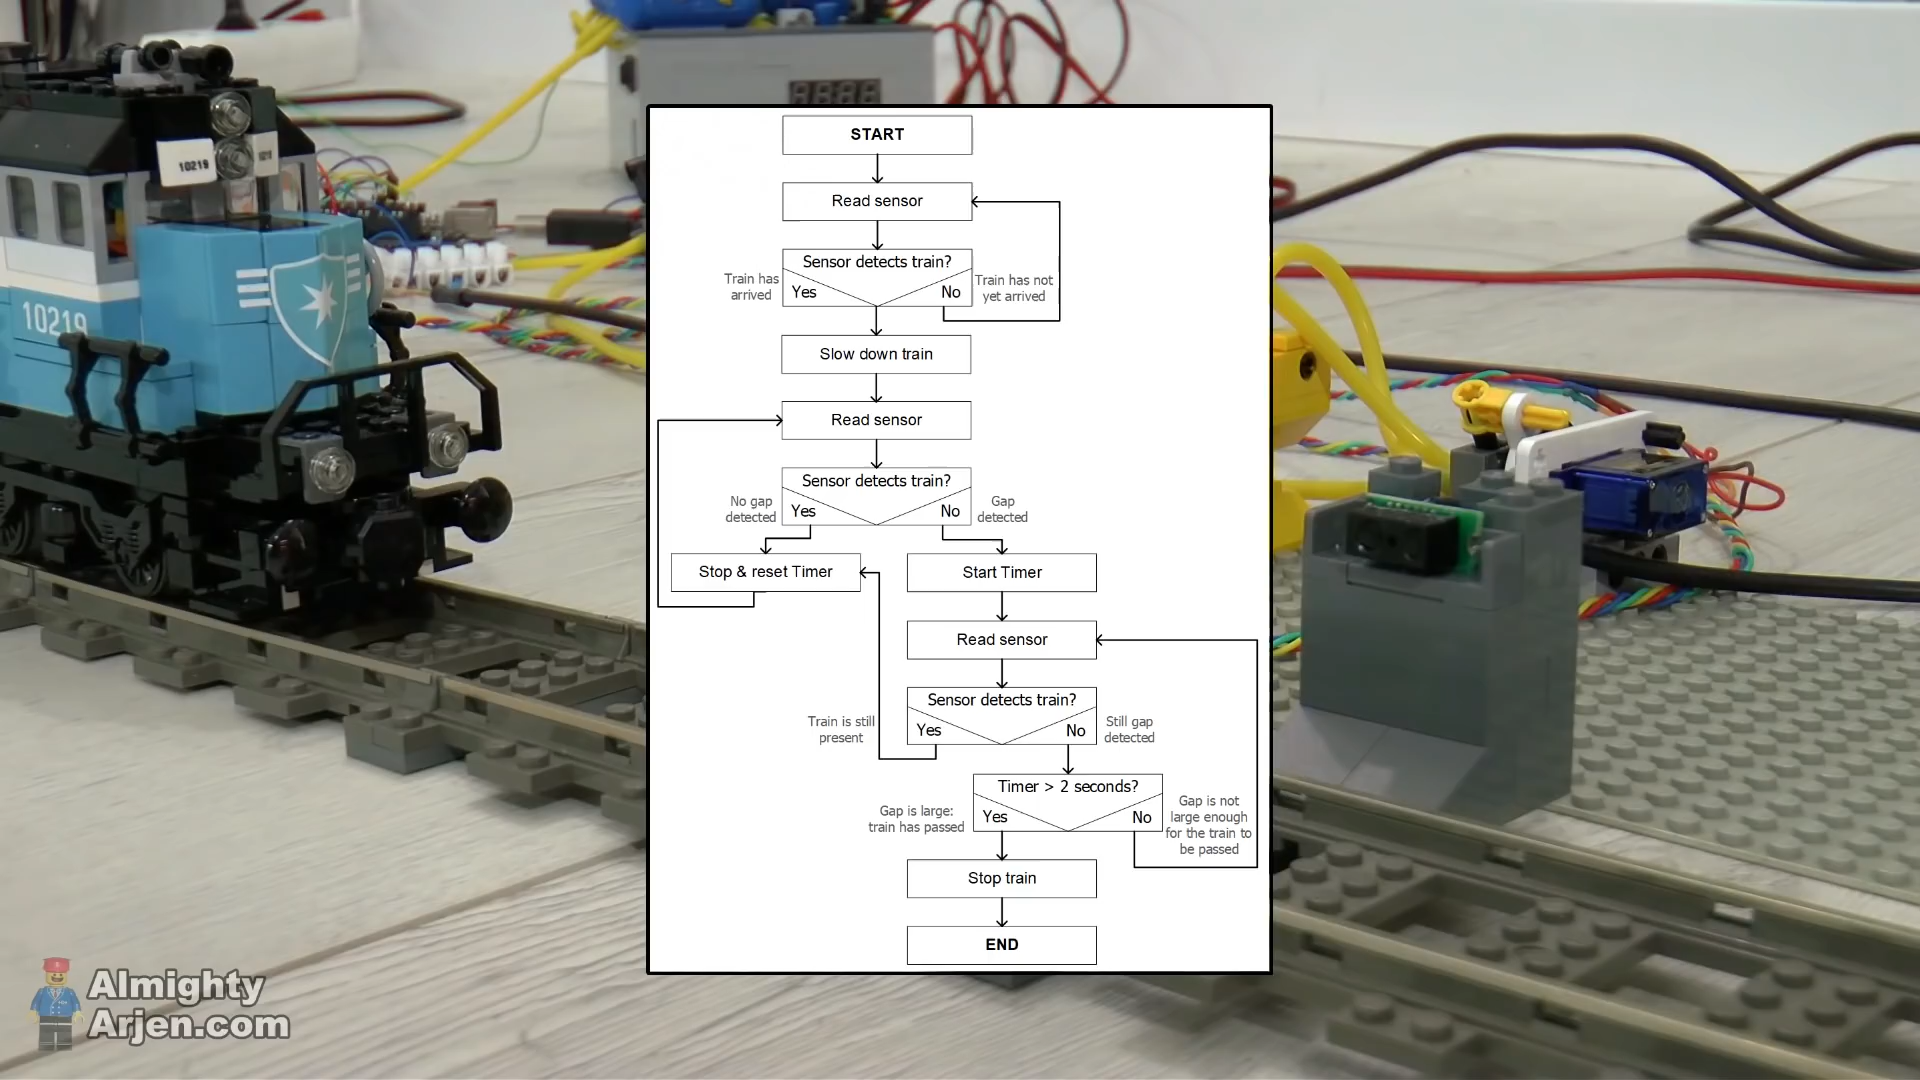 10219
10219
10219
8888
START
Read sensor
Sensor detects train?
Train has
arrived
Yes
No
Train has not
yet arrived
Slow down train
Read sensor
Sensor detects train?
No gap
detected
Yes
No
Gap
detected
Stop & reset Timer
Start Timer
Read sensor
Sensor detects train?
Train is still
present
Yes
No
Still gap
detected
Timer > 2 seconds?
Gap is large:
train has passed
Yes
No
Gap is not
large enough
for the train to
be passed
Stop train
END
Almighty
Arjen.com